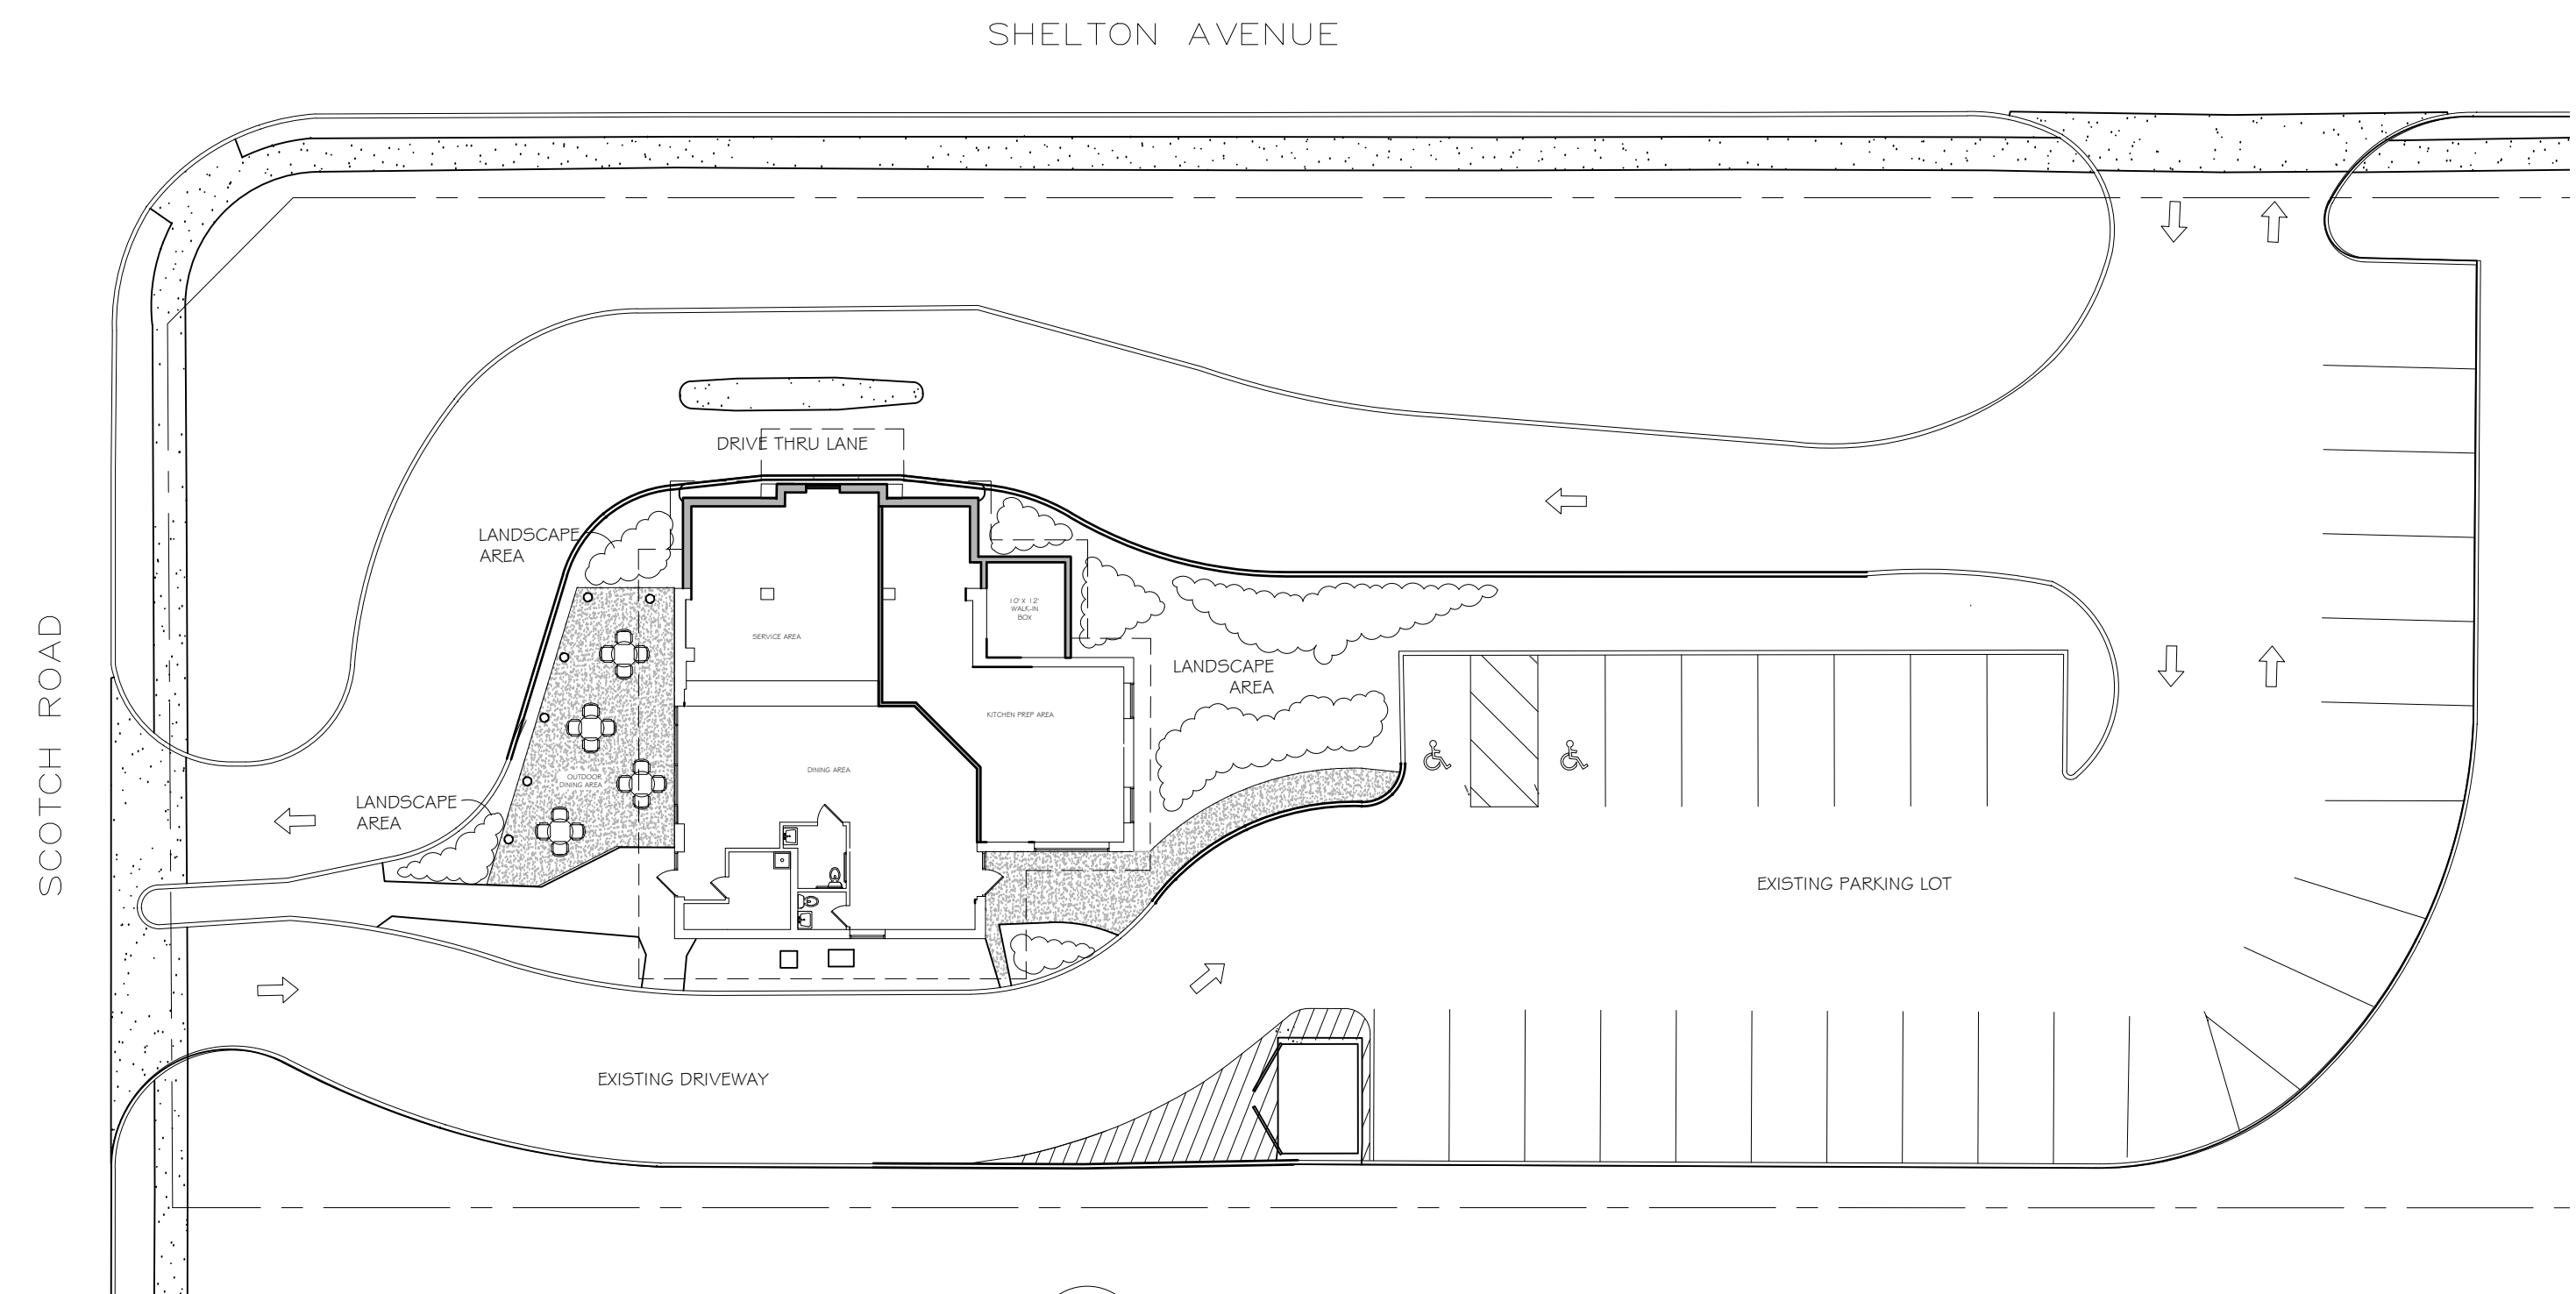 SHELTON AVENUE
DRIVE THRU LANE
LANDSCAPE
AREA
10' X 12'
WALK-IN
BOX
SERVICE AREA
LANDSCAPE
AREA
SCOTCH ROAD
KITCHEN PREP AREA
DINING AREA
OUTDOOR
DINING AREA
LANDSCAPE
AREA
EXISTING PARKING LOT
EXISTING DRIVEWAY